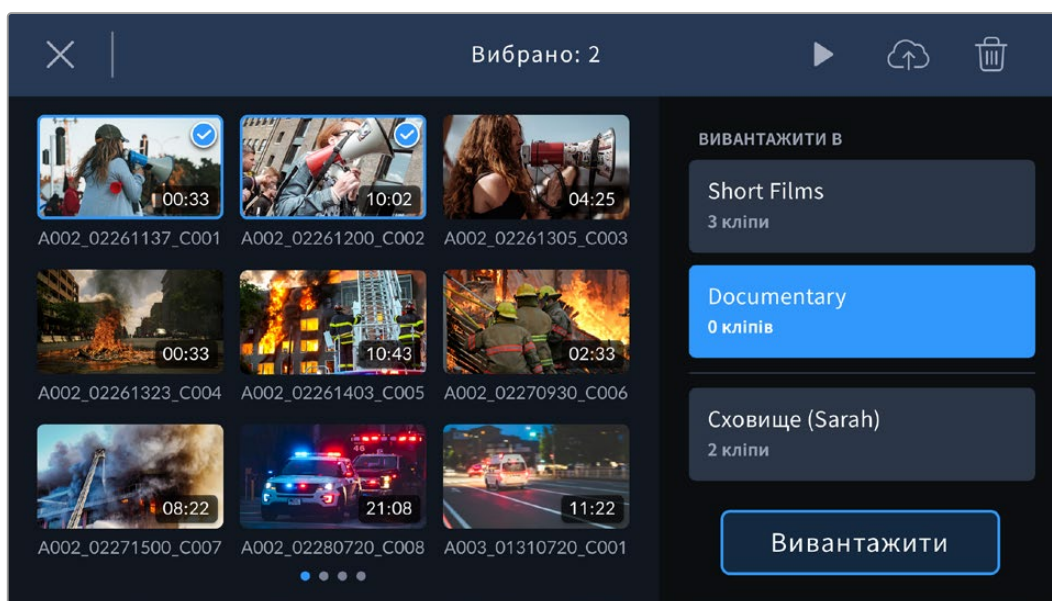 Вибрано: 2
00:33
10:02
04:25
A002_02261137_C001
A002_02261200_C002
A002_02261305_C003
00:33
10:43
02:33
A002_02261323_C004
A002_02261403_C005
A002_02270930_C006
08:22
21:08
11:22
A002_02271500_C007
A002_02280720_C008
A003_01310720_C001
ВИВАНТАЖИТИ В
Short Films
3 кліпи
Documentary
0 кліпів
Сховище (Sarah)
2 кліпи
Вивантажити